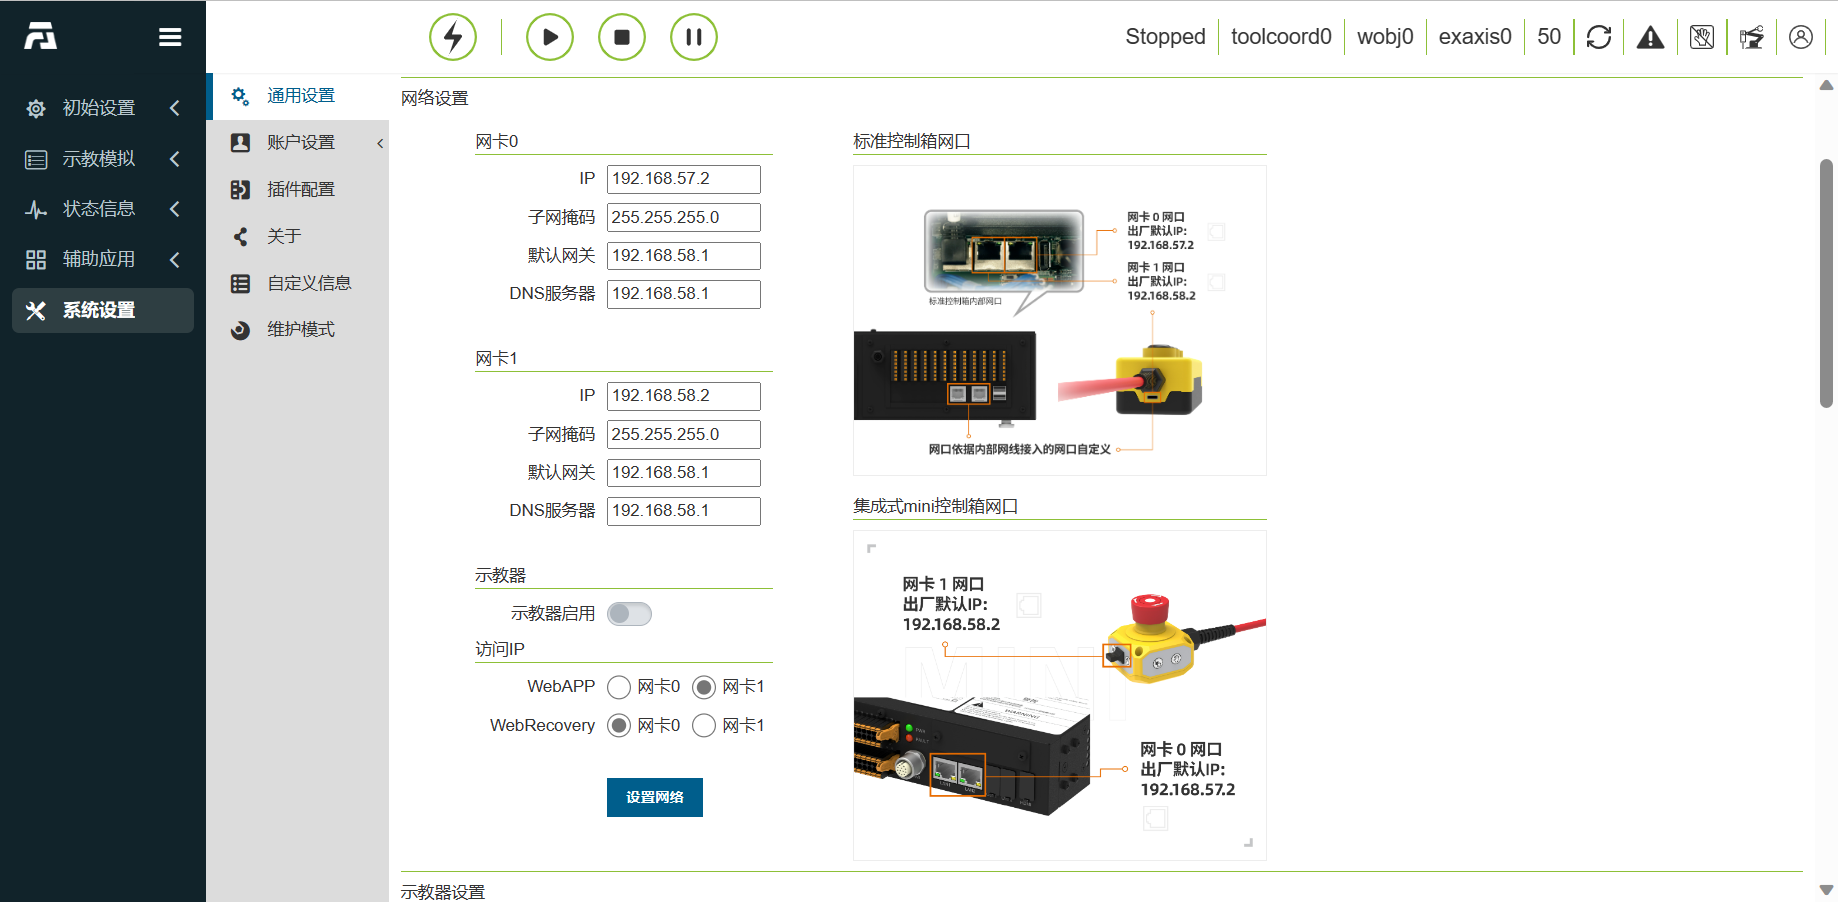 Stopped
toolcoord0
wobj0
exaxis0
50
初始设置
示教模拟
状态信息
辅助应用
系统设置
通用设置
账户设置
插件配置
关于
自定义信息
维护模式
网络设置
网卡0
IP 192.168.57.2
子网掩码 255.255.255.0
默认网关 192.168.58.1
DNS服务器 192.168.58.1
网卡1
IP 192.168.58.2
子网掩码 255.255.255.0
默认网关 192.168.58.1
DNS服务器 192.168.58.1
示教器
示教器启用
访问IP
WebAPP 网卡0 网卡1
WebRecovery 网卡0 网卡1
设置网络
标准控制箱网口
网卡 0 网口
出厂默认IP:
192.168.57.2
网卡 1 网口
出厂默认IP:
192.168.58.2
标准控制箱内部网口
网口依据内部网线接入的网口自定义
集成式mini控制箱网口
网卡 1 网口
出厂默认IP:
192.168.58.2
MINI
WARNING
网卡 0 网口
出厂默认IP:
192.168.57.2
示教器设置